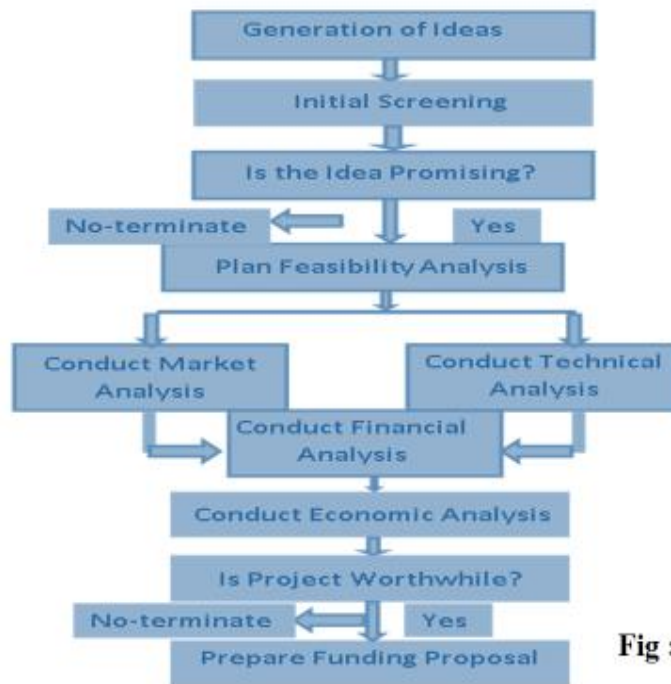 Generation of Ideas
Initial Screening
Is the Idea Promising?
No-terminate
Yes
Plan Feasibility Analysis
Conduct Market
Analysis
Conduct Technical
Analysis
Conduct Financial
Analysis
Conduct Economic Analysis
Is Project Worthwhile?
No-terminate
Yes
Prepare Funding Proposal
Fig :